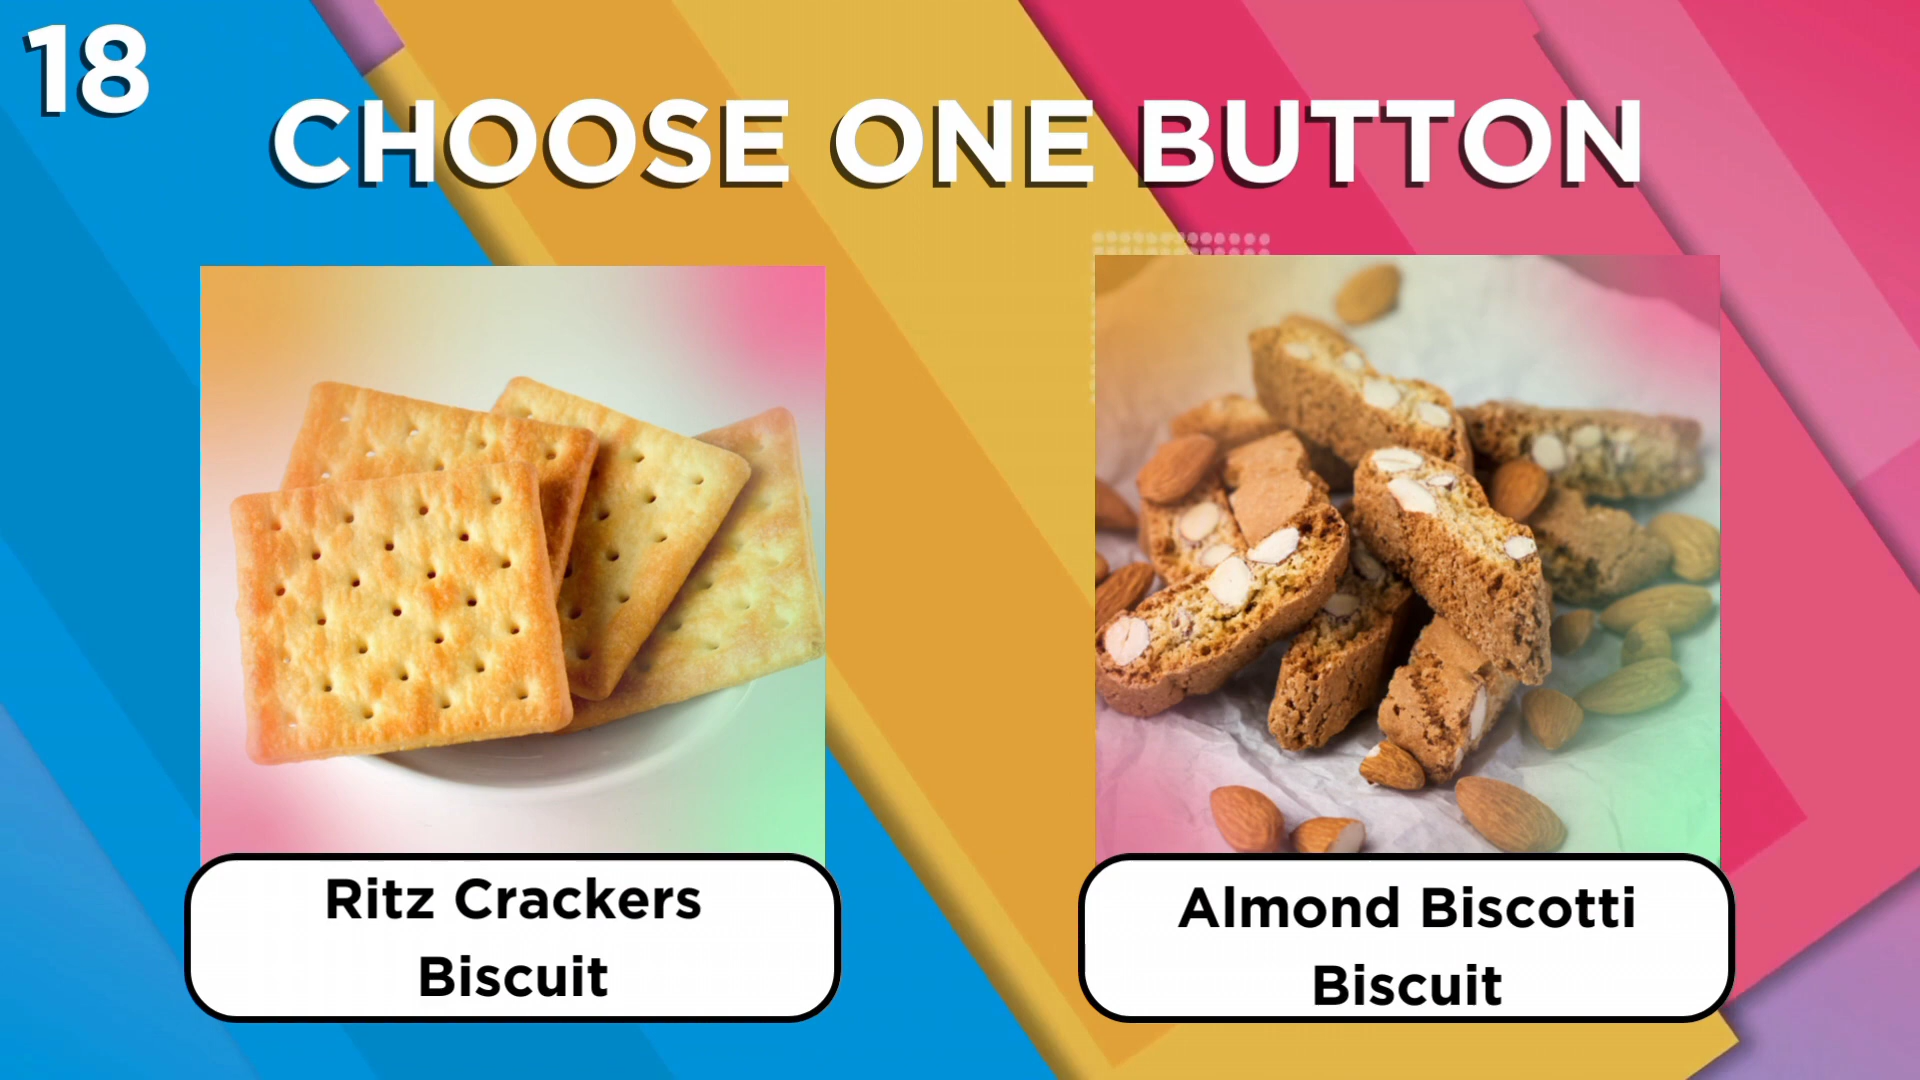 18
CHOOSE ONE BUTTON
Ritz Crackers
Biscuit
Almond Biscotti
Biscuit